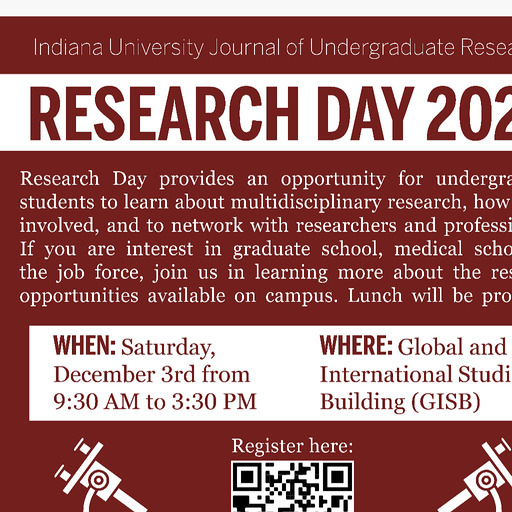 Indiana University Journal of Undergraduate Resea
RESEARCH DAY 202
Research Day provides an opportunity for undergra
students to learn about multidisciplinary research, how
involved, and to network with researchers and professi
If you are interest in graduate school, medical scho
the job force, join us in learning more about the res
opportunities available on campus. Lunch will be pro
WHEN: Saturday,
December 3rd from
9:30 AM to 3:30 PM
WHERE: Global and
International Studi
Building (GISB)
Register here: